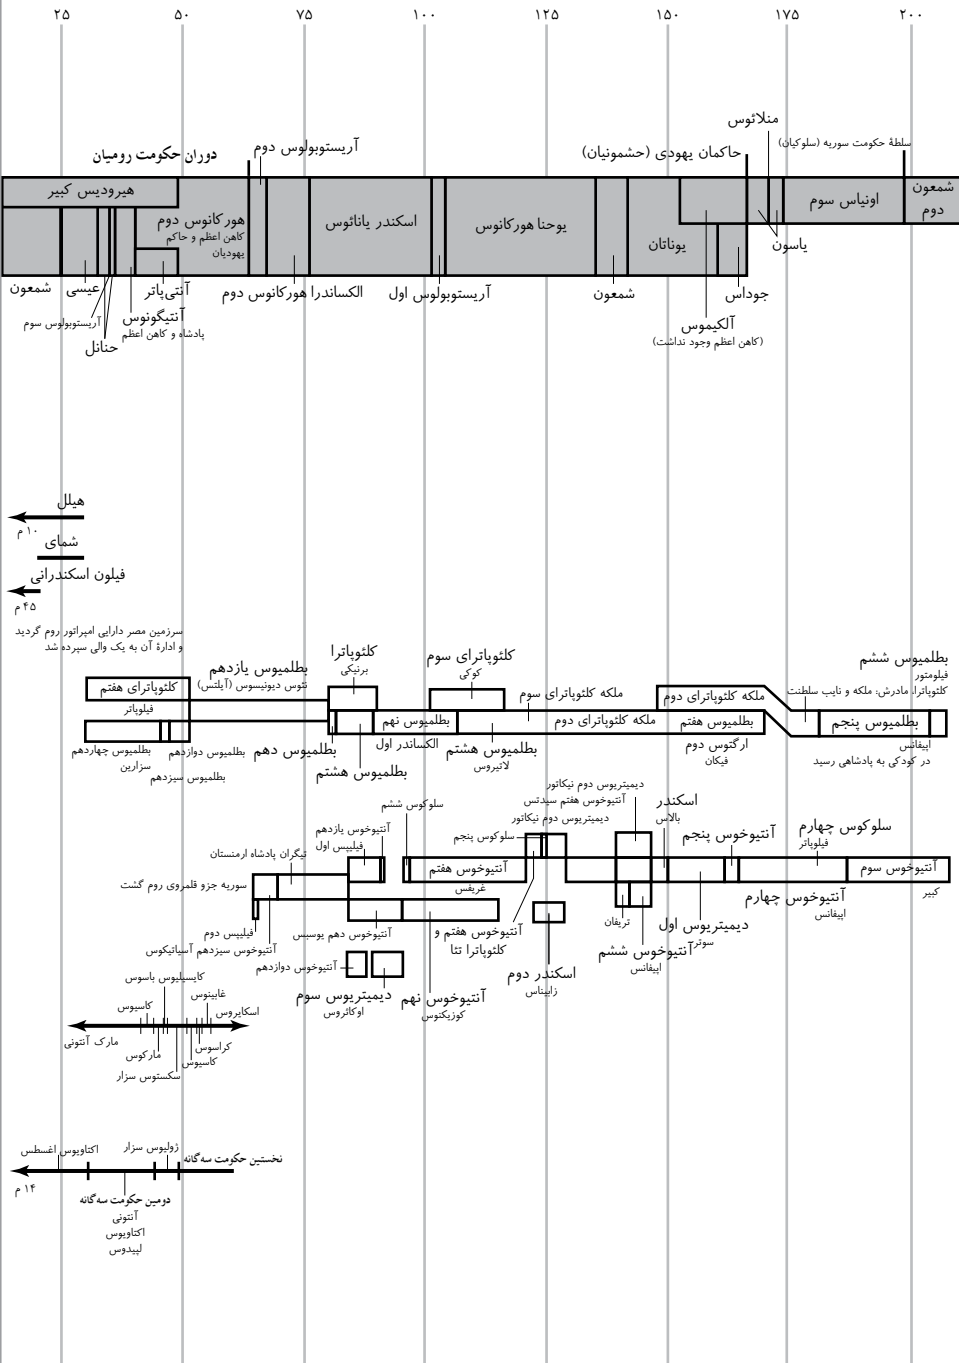 ۲۰۰ ۱۷۵ ۱۵۰ ۱۲۵ ۱۰۰ ۷۵ ۵۰ ۲۵
منلائوس
سلطهٔ حکومت سوریه (سلوکیان)
حاکمان یهودی (حشمونیان)
آریستوبولوس دوم
دوران حکومت رومیان
شمعون
دوم
اونیاس سوم
یاسون
یوناتان
جوداس
آلکیموس
(کاهن اعظم وجود نداشت)
شمعون
یوحنا هورکانوس
آریستوبولوس اول
اسکندر یانائوس
الکساندرا هورکانوس دوم
هورکانوس دوم
کاهن اعظم و حاکم
یهودیان
هیرودیس کبیر
آنتی‌پاتر
آنتیگونوس
پادشاه و کاهن اعظم
حنانل
آریستوبولوس سوم
عیسی
شمعون
هیلل
۱۰ م
شمای
فیلون اسکندرانی
۴۵ م
سرزمین مصر دارایی امپراتور روم گردید
و ادارهٔ آن به یک والی سپرده شد
بطلمیوس ششم
فیلومتور
کلئوپاترا، مادرش: ملکه و نایب سلطنت
بطلمیوس پنجم
اپیفانس
در کودکی به پادشاهی رسید
ملکه کلئوپاترای دوم
بطلمیوس هفتم
ارگتوس دوم
فیکان
ملکه کلئوپاترای دوم
ملکه کلئوپاترای سوم
کلئوپاترای سوم
کوکی
بطلمیوس هشتم
لاتیروس
بطلمیوس نهم
الکساندر اول
کلئوپاترا
برنیکی
بطلمیوس هشتم
بطلمیوس دهم
بطلمیوس یازدهم
نئوس دیونیسوس (آیلتس)
کلئوپاترای هفتم
فیلوپاتر
بطلمیوس دوازدهم
بطلمیوس سیزدهم
بطلمیوس چهاردهم
سزارین
سلوکوس چهارم
فیلوپاتر
آنتیوخوس سوم
کبیر
آنتیوخوس پنجم
آنتیوخوس چهارم
اپیفانس
اسکندر
بالاس
دیمیتریوس اول
سوتر
دیمیتریوس دوم نیکاتور
آنتیوخوس هفتم سیدتس
دیمیتریوس دوم نیکاتور
سلوکوس پنجم
تریفان
آنتیوخوس ششم
اپیفانس
اسکندر دوم
زابیناس
آنتیوخوس هفتم و
کلئوپاترا تئا
سلوکوس ششم
آنتیوخوس هفتم
غریفس
آنتیوخوس نهم
کوزیکنوس
آنتیوخوس یازدهم
فیلیپس اول
آنتیوخوس دهم یوسبس
دیمیتریوس سوم
اوکائروس
آنتیوخوس دوازدهم
تیگران پادشاه ارمنستان
سوریه جزو قلمروی روم گشت
فیلیپس دوم
آنتیوخوس سیزدهم آسیاتیکوس
کایسیلیوس باسوس
غابینوس
کاسیوس
اسکایروس
مارک آنتونی
مارکوس
کراسوس
کاسیوس
سکستوس سزار
ژولیوس سزار
اکتاویوس اغسطس
نخستین حکومت سه‌گانه
۱۴ م
دومین حکومت سه‌گانه
آنتونی
اکتاویوس
لیپدوس